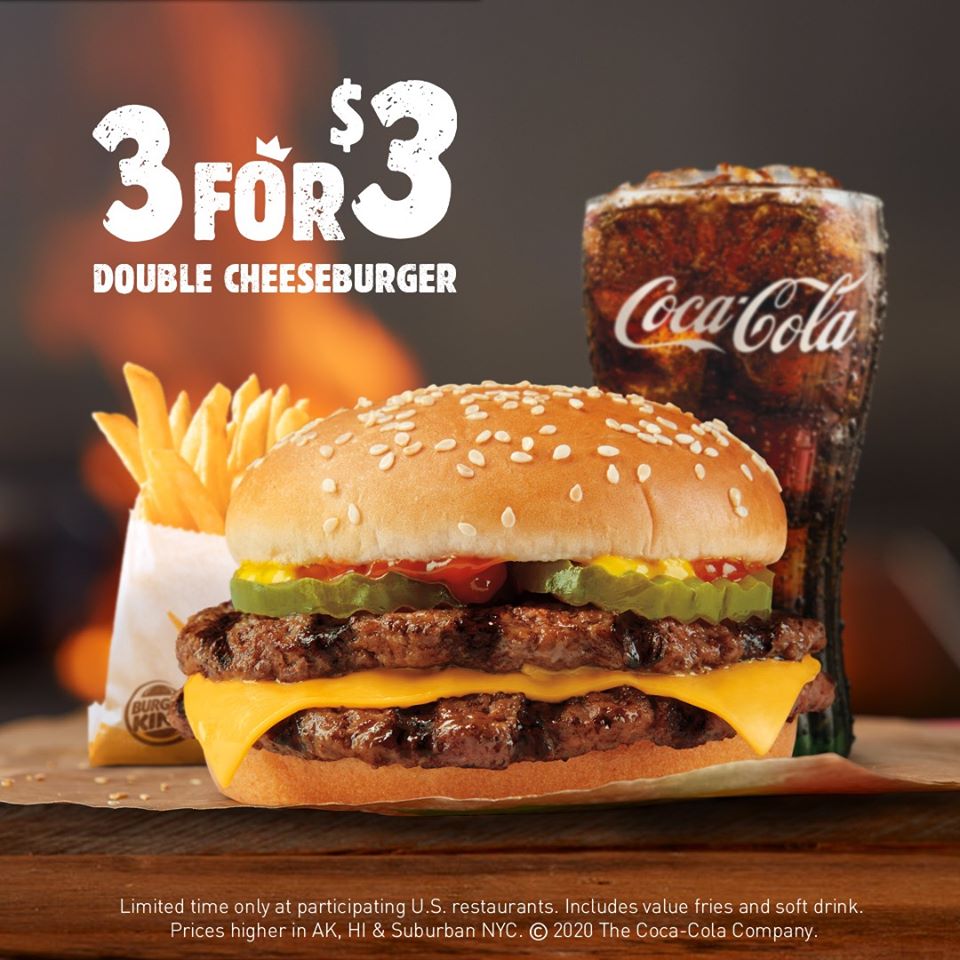 3 FOR $3
DOUBLE CHEESEBURGER
Coca-Cola
BURGER
KING
Limited time only at participating U.S. restaurants. Includes value fries and soft drink.
Prices higher in AK, HI & Suburban NYC. © 2020 The Coca-Cola Company.